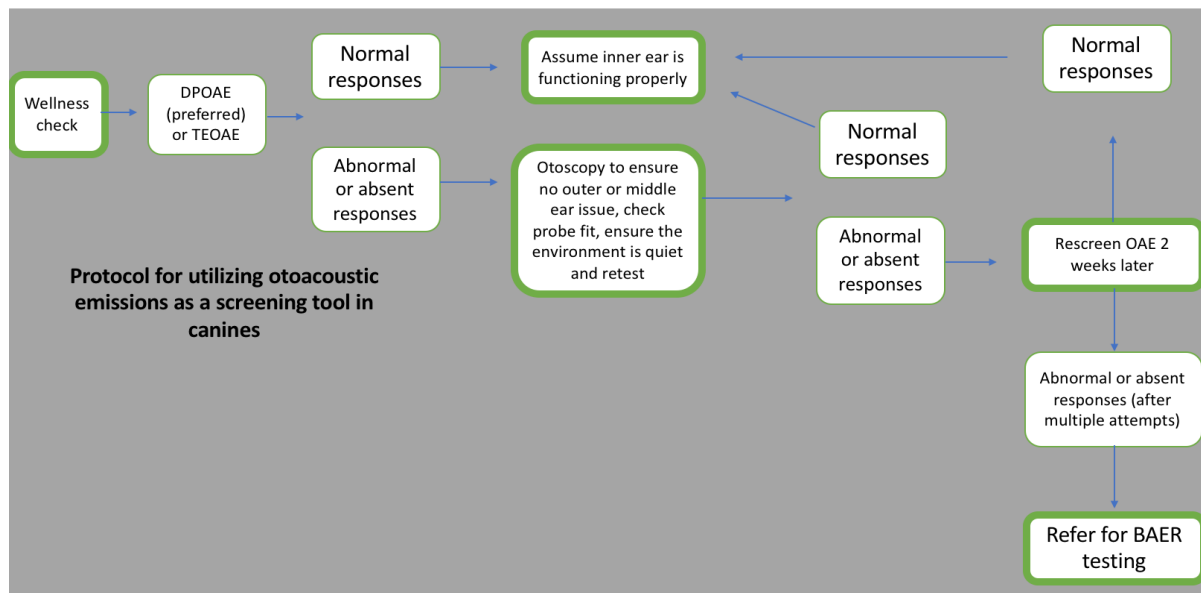 Wellness
check
DPOAE
(preferred)
or TEOAE
Normal
responses
Abnormal
or absent
responses
Assume inner ear is
functioning properly
Otoscopy to ensure
no outer or middle
ear issue, check
probe fit, ensure the
environment is quiet
and retest
Normal
responses
Abnormal
or absent
responses
Normal
responses
Rescreen OAE 2
weeks later
Abnormal or absent
responses (after
multiple attempts)
Refer for BAER
testing
Protocol for utilizing otoacoustic
emissions as a screening tool in
canines